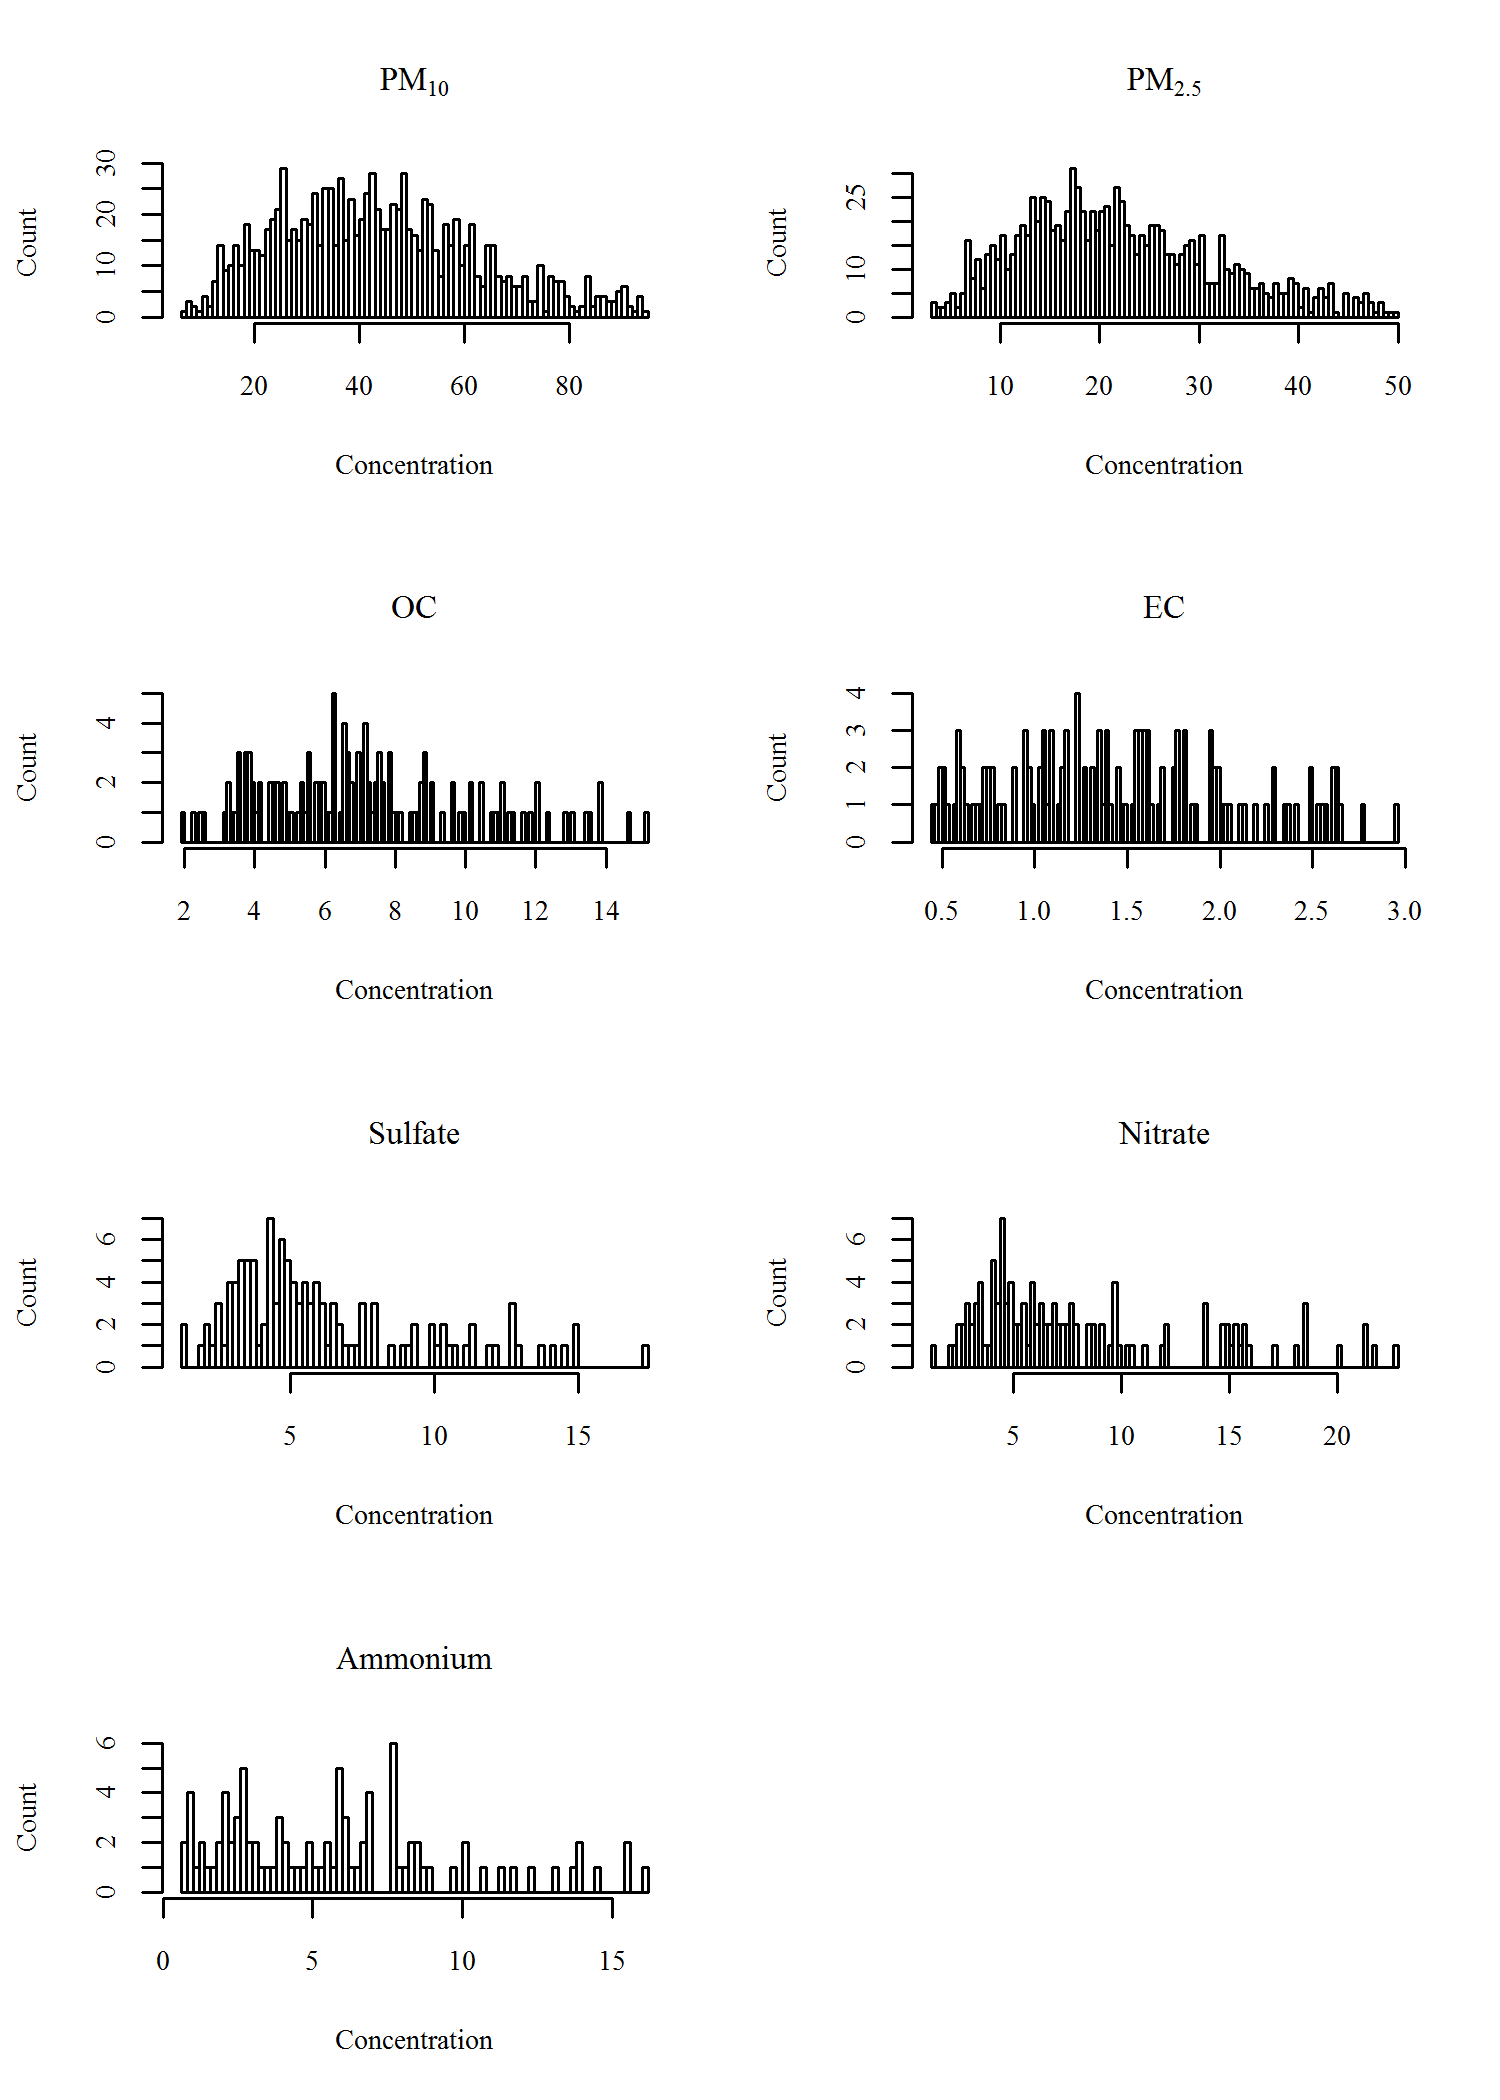 PM10
Count
0 10 20 30
20 40 60 80
Concentration
PM2.5
Count
0 10 25
10 20 30 40 50
Concentration
OC
Count
0 2 4
2 4 6 8 10 12 14
Concentration
EC
Count
0 1 2 3 4
0.5 1.0 1.5 2.0 2.5 3.0
Concentration
Sulfate
Count
0 2 4 6
5 10 15
Concentration
Nitrate
Count
0 2 4 6
5 10 15 20
Concentration
Ammonium
Count
0 2 4 6
0 5 10 15
Concentration